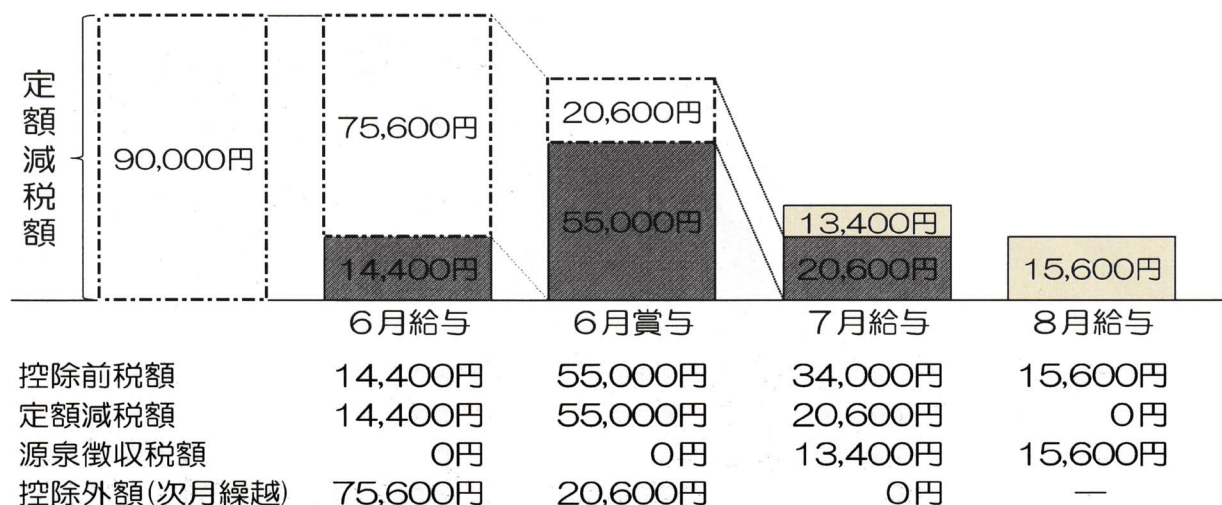 定額減税額
90,000円
75,600円
14,400円
20,600円
55,000円
13,400円
20,600円
15,600円
6月給与 6月賞与 7月給与 8月給与
控除前税額 14,400円 55,000円 34,000円 15,600円
定額減税額 14,400円 55,000円 20,600円 0円
源泉徴収税額 0円 0円 13,400円 15,600円
控除外額(次月繰越) 75,600円 20,600円 0円 —